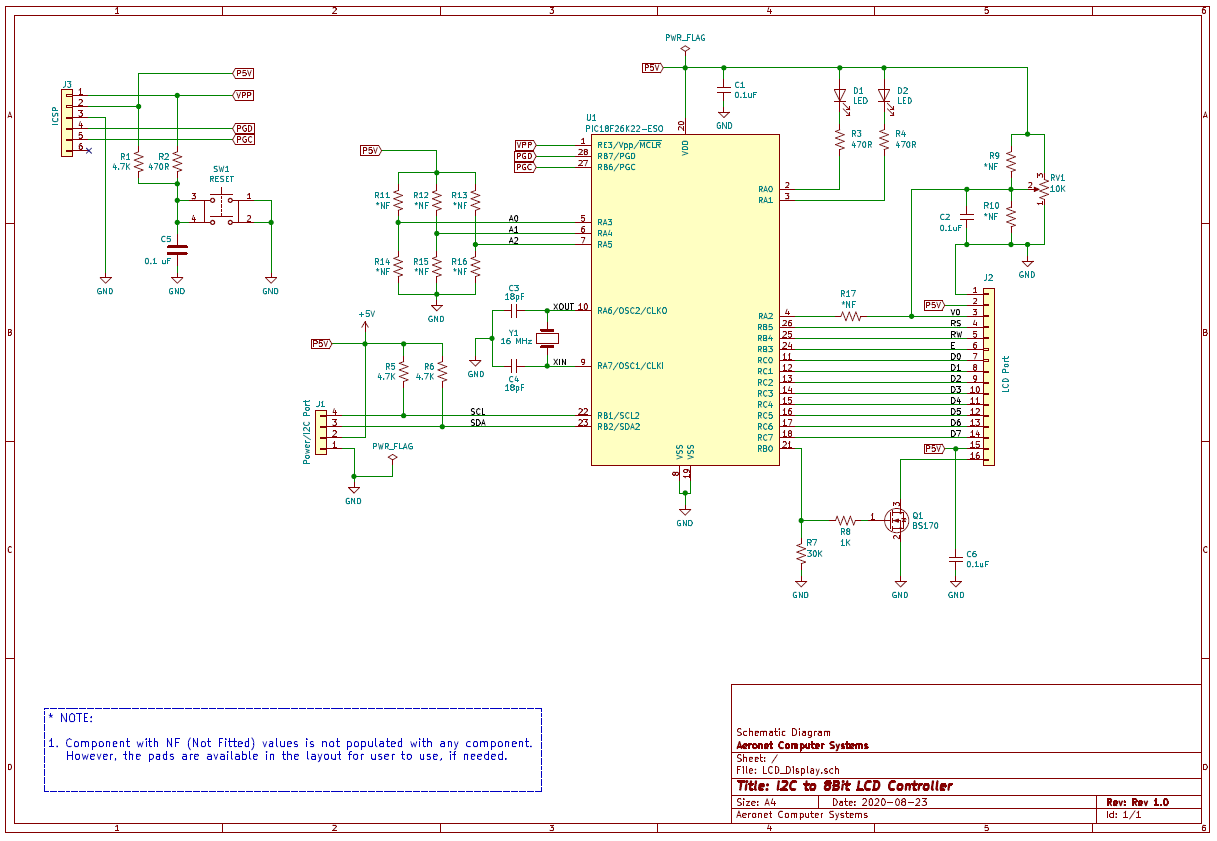 1 2 3 4 5 6
A
B
C
D
J3
ICSP
1
2
3
4
5
6
P5V
VPP
PGD
PGC
R1
4.7K
R2
470R
SW1
RESET
3 1
4 2
C5
0.1 uF
GND
GND
GND
P5V
R11
*NF
R12
*NF
R13
*NF
R14
*NF
R15
*NF
R16
*NF
GND
A0
A1
A2
C3
18pF
Y1
16 MHz
C4
18pF
XOUT
XIN
GND
+5V
P5V
R5
4.7K
R6
4.7K
J1
Power/I2C Port
4
3
2
1
SCL
SDA
PWR_FLAG
GND
PWR_FLAG
P5V
C1
0.1uF
GND
D1
LED
D2
LED
R3
470R
R4
470R
U1
PIC18F26K22-ESO
VPP 1 RE3/Vpp/MCLR
PGD 28 RB7/PGD
PGC 27 RB6/PGC
5 RA3
6 RA4
7 RA5
10 RA6/OSC2/CLKO
9 RA7/OSC1/CLKI
22 RB1/SCL2
23 RB2/SDA2
20
VDD
VSS
VSS
8
19
GND
RA0 2
RA1 3
RA2 4
RB5 26
RB4 25
RB3 24
RC0 11
RC1 12
RC2 13
RC3 14
RC4 15
RC5 16
RC6 17
RC7 18
RB0 21
R9
*NF
R10
*NF
RV1
10K
3
2
1
C2
0.1uF
GND
R17
*NF
J2
LCD Port
1
P5V 2
V0 3
RS 4
RW 5
E 6
D0 7
D1 8
D2 9
D3 10
D4 11
D5 12
D6 13
D7 14
P5V 15
16
R7
30K
GND
R8
1K
1
3
2
Q1
BS170
GND
C6
0.1uF
GND
* NOTE:
1. Component with NF (Not Fitted) values is not populated with any component.
However, the pads are available in the layout for user to use, if needed.
Schematic Diagram
Aeronet Computer Systems
Sheet: /
File: LCD_Display.sch
Title: I2C to 8Bit LCD Controller
Size: A4 Date: 2020-08-23 Rev: Rev 1.0
Aeronet Computer Systems Id: 1/1
A
B
C
D
1 2 3 4 5 6